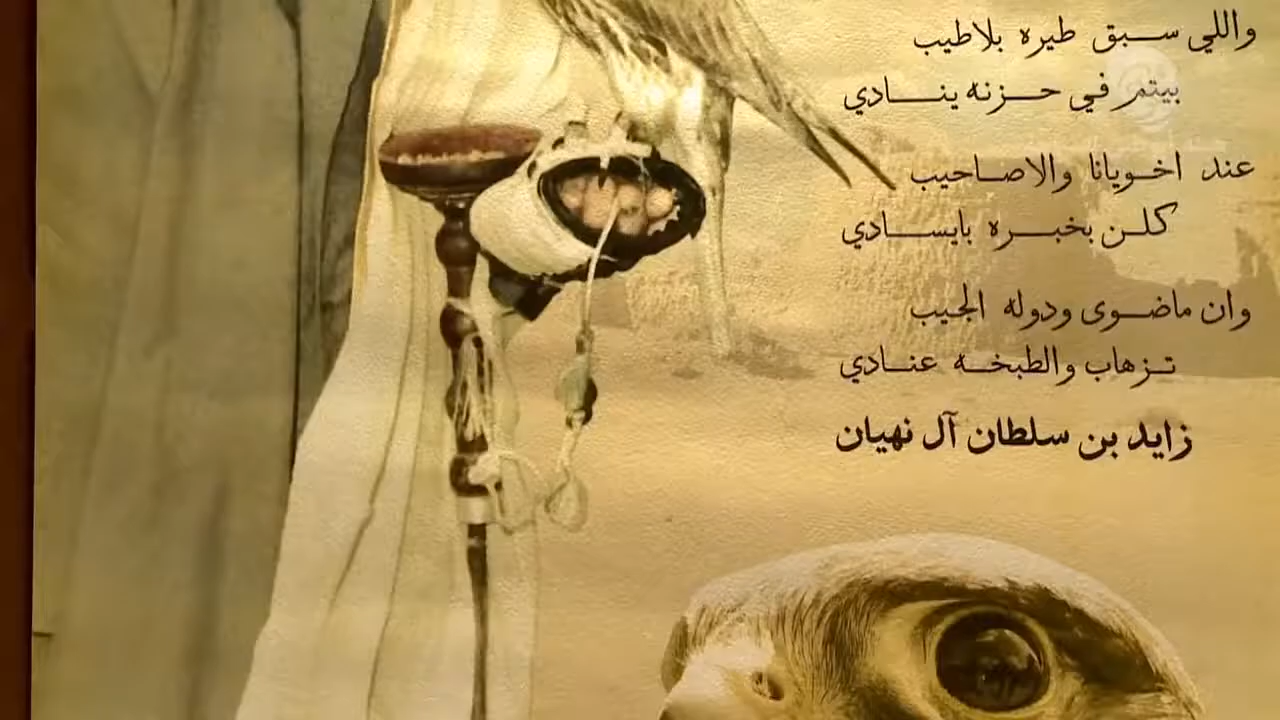 واللي سبق طيره بلاطيب
بيتم في حزنه ينادي
عند اخويانا والاصاحيب
كلن بخبره بايسادي
وان ماضوى ودوله الجيب
تزهاب والطبخه عنادي
زايد بن سلطان آل نهيان